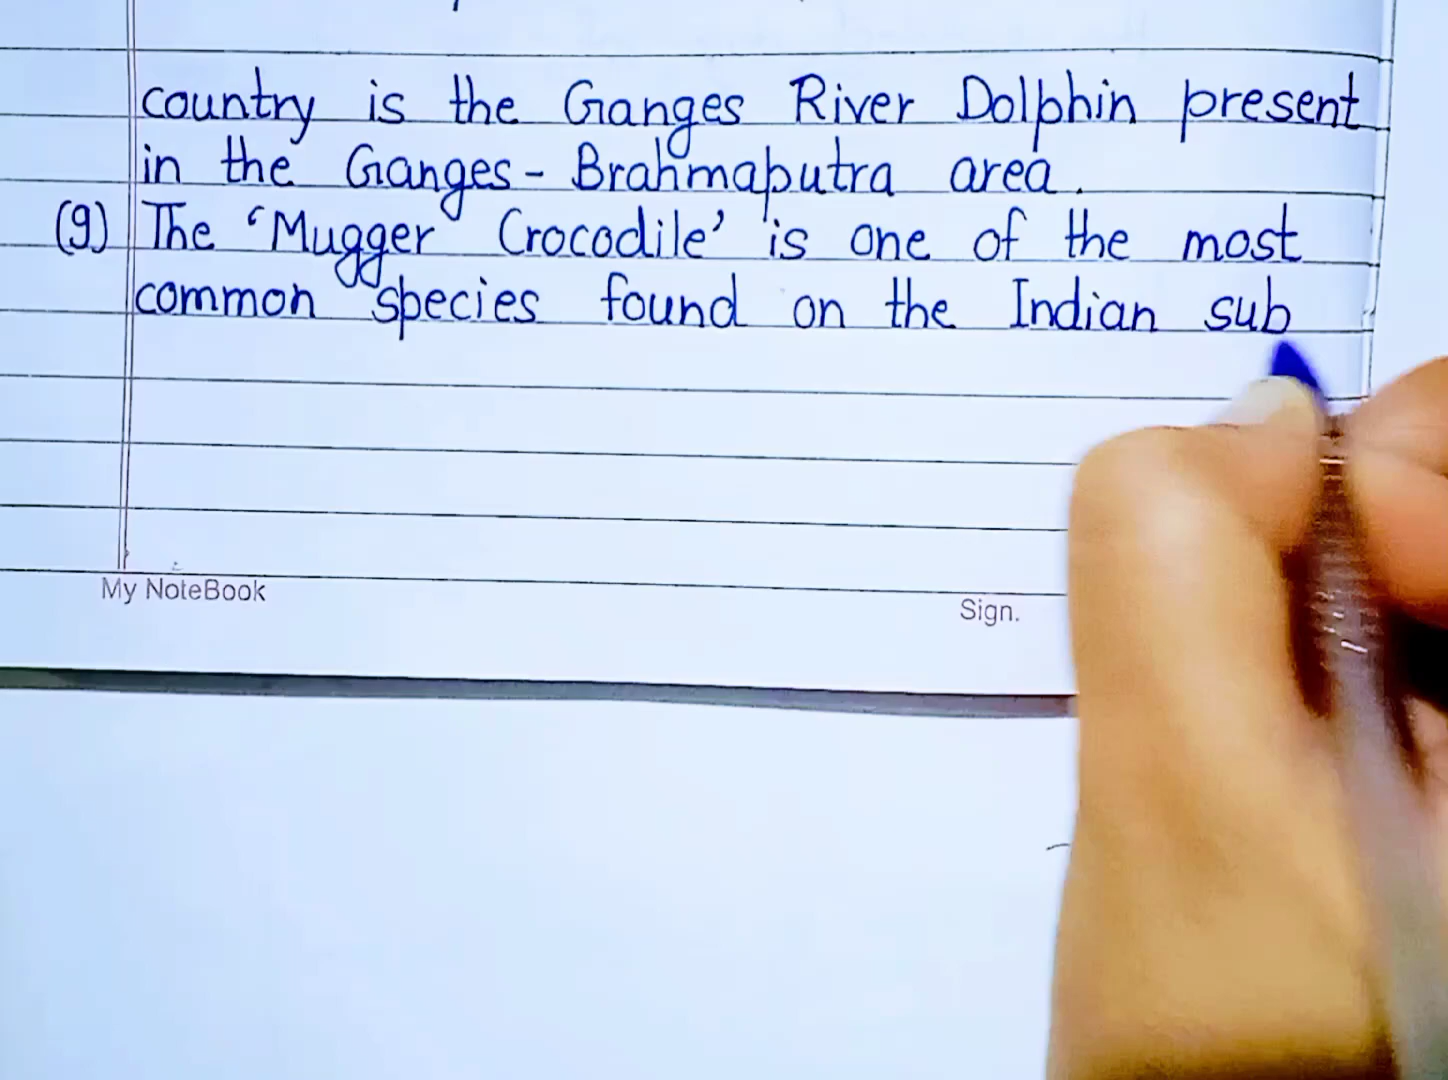 country is the Ganges River Dolphin present
in the Ganges - Brahmaputra area.
(9) The 'Mugger Crocodile' is one of the most
common species found on the Indian sub
My NoteBook
Sign.